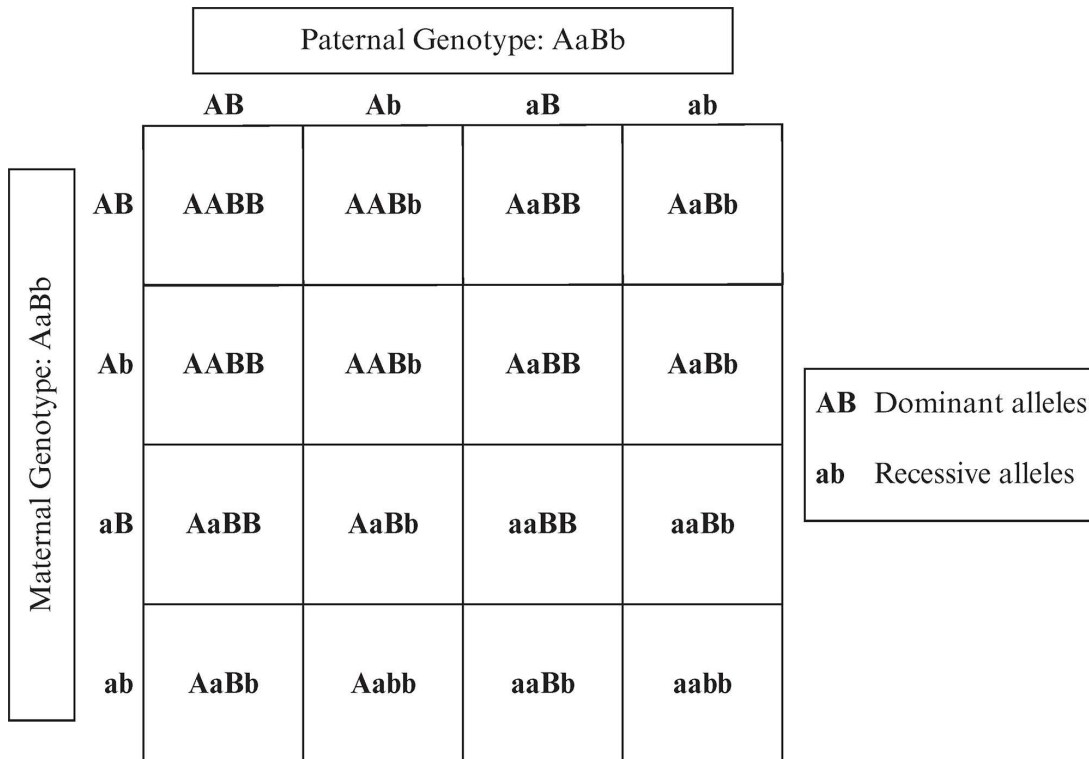 Paternal Genotype: AaBb
AB Ab aB ab
Maternal Genotype: AaBb
AB AABB AABb AaBB AaBb
Ab AABB AABb AaBB AaBb
aB AaBB AaBb aaBB aaBb
ab AaBb Aabb aaBb aabb
AB Dominant alleles
ab Recessive alleles